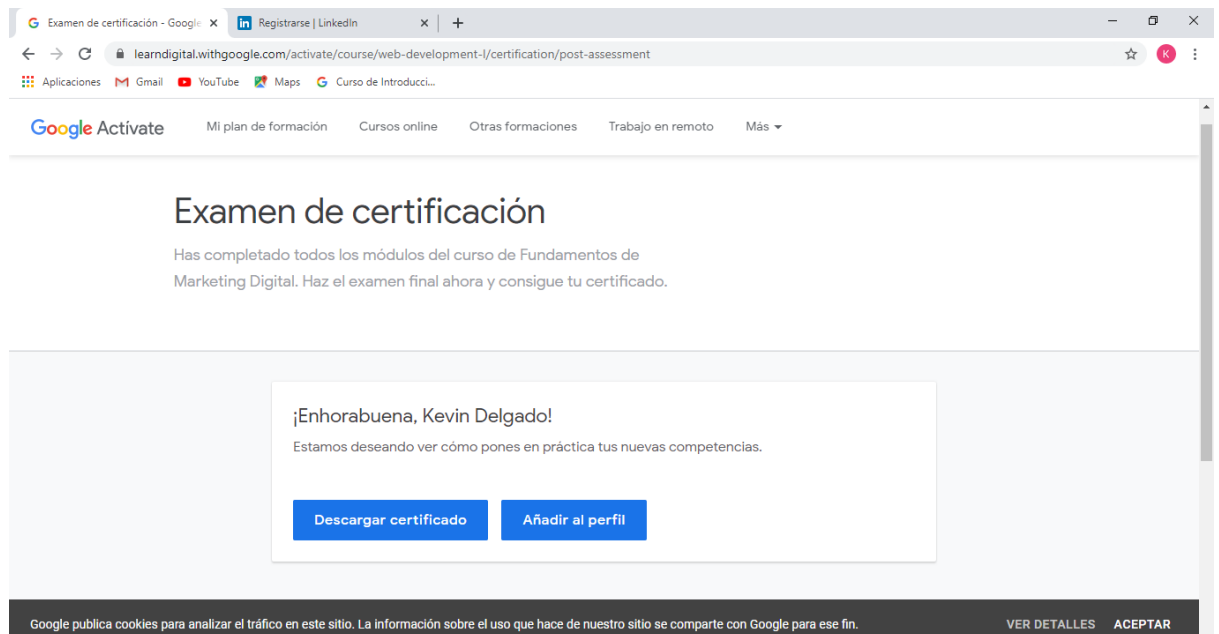 Examen de certificación - Google
Registrarse | LinkedIn
learndigital.withgoogle.com/activate/course/web-development-I/certification/post-assessment
K
Aplicaciones Gmail YouTube Maps Curso de Introducci...
Google Actívate Mi plan de formación Cursos online Otras formaciones Trabajo en remoto Más
Examen de certificación
Has completado todos los módulos del curso de Fundamentos de
Marketing Digital. Haz el examen final ahora y consigue tu certificado.
¡Enhorabuena, Kevin Delgado!
Estamos deseando ver cómo pones en práctica tus nuevas competencias.
Descargar certificado Añadir al perfil
Google publica cookies para analizar el tráfico en este sitio. La información sobre el uso que hace de nuestro sitio se comparte con Google para ese fin. VER DETALLES ACEPTAR